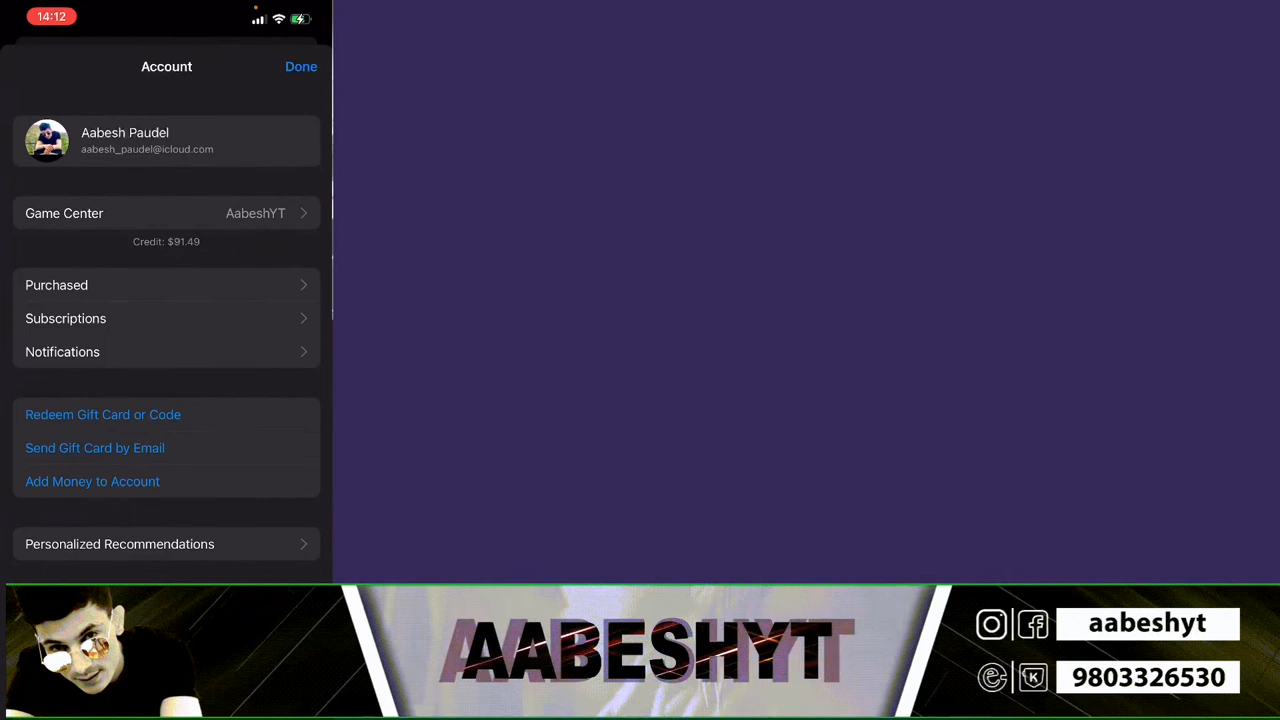 14:12
Account
Done
Aabesh Paudel
aabesh_paudel@icloud.com
Game Center
AabeshYT
Credit: $91.49
Purchased
Subscriptions
Notifications
Redeem Gift Card or Code
Send Gift Card by Email
Add Money to Account
Personalized Recommendations
AABESHYT
aabeshyt
9803326530